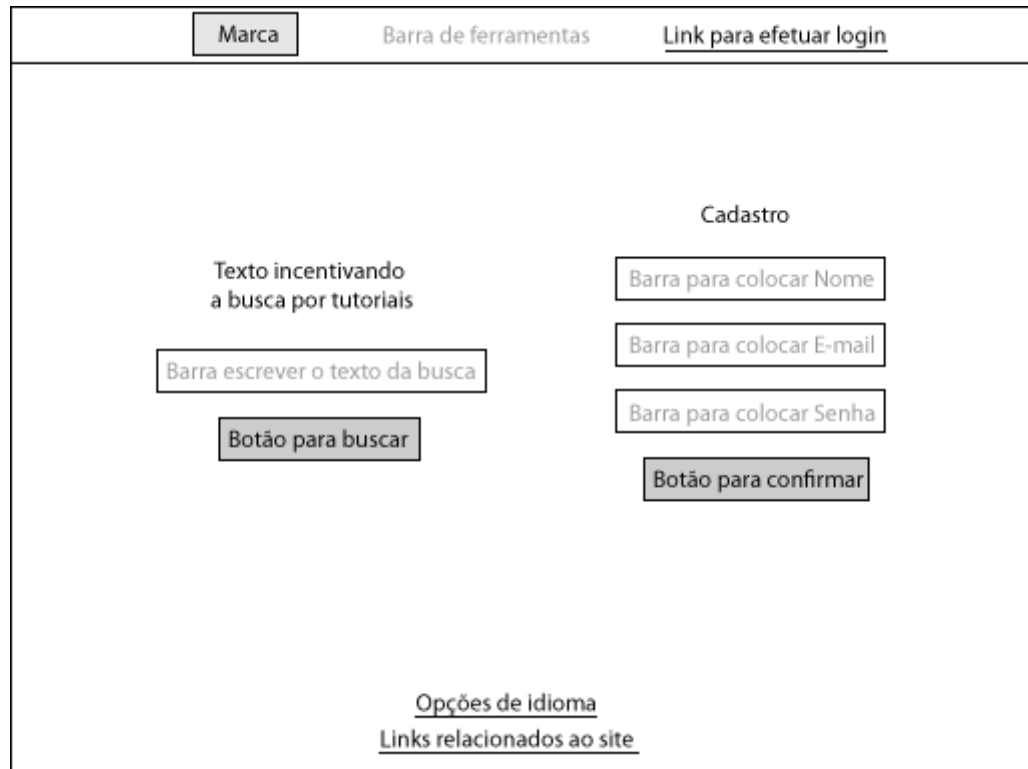 Marca
Barra de ferramentas
Link para efetuar login
Texto incentivando
a busca por tutoriais
Barra escrever o texto da busca
Botão para buscar
Cadastro
Barra para colocar Nome
Barra para colocar E-mail
Barra para colocar Senha
Botão para confirmar
Opções de idioma
Links relacionados ao site